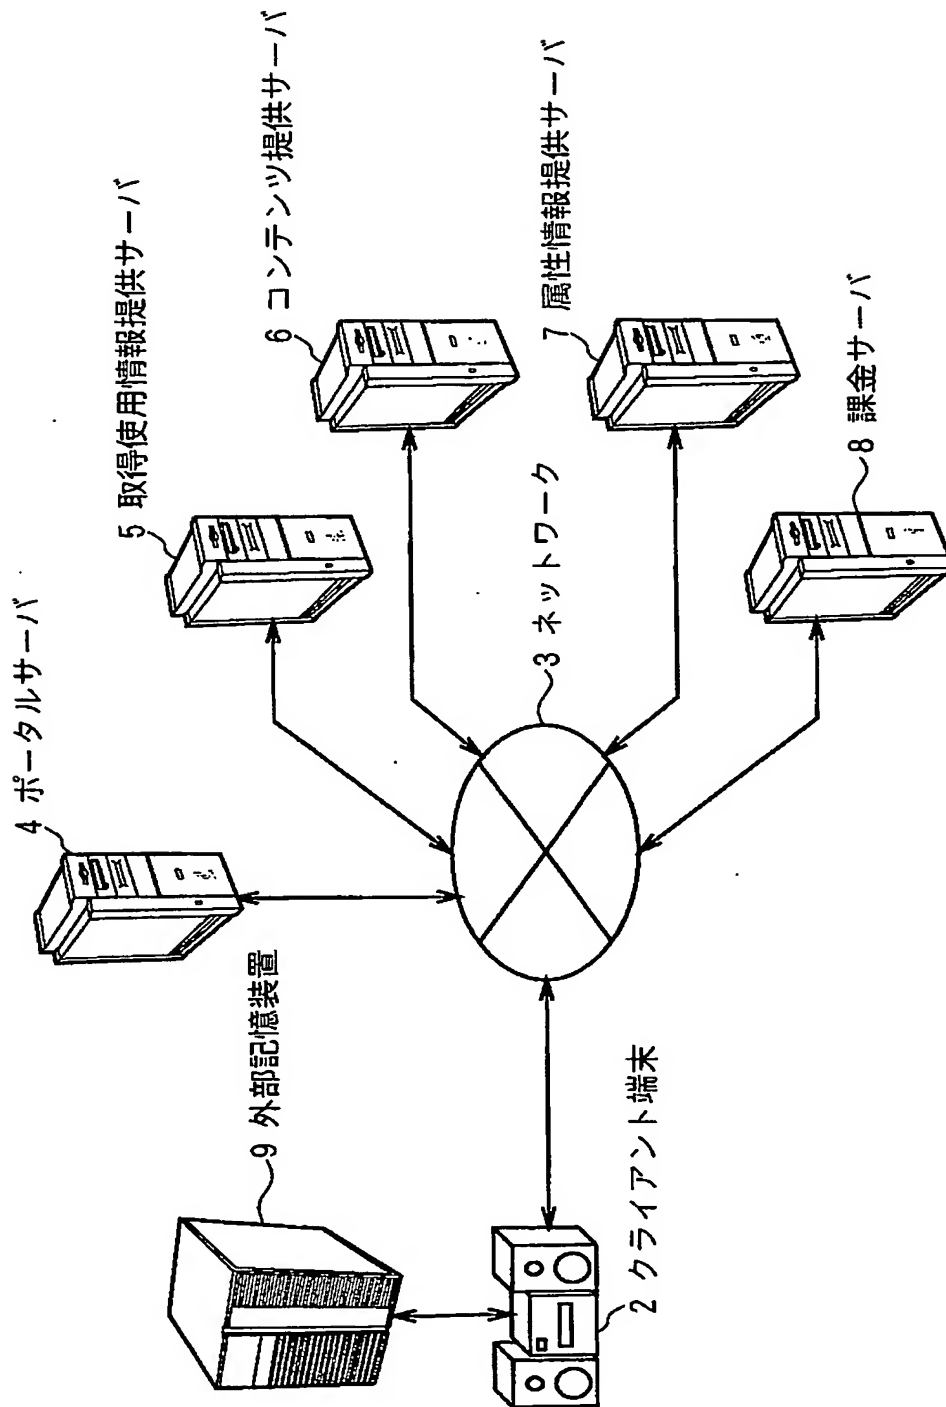 4 ポータルサーバ
5 取得使用情報提供サーバ
6 コンテンツ提供サーバ
7 属性情報提供サーバ
8 課金サーバ
3 ネットワーク
9 外部記憶装置
2 クライアント端末